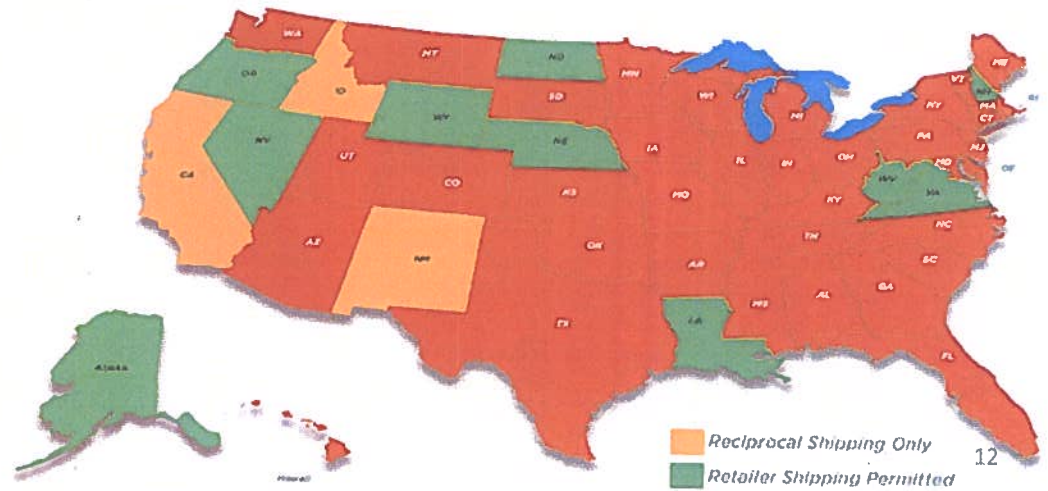 WA
MT
ND
MN
ME
VT
NH
OR
ID
SD
WI
MI
NY
MA
CT
WY
NE
IA
PA
NJ
NV
UT
CO
IL
IN
OH
MD
DE
CA
KS
MO
WV
VA
KY
AZ
NM
OK
TN
NC
AR
SC
MS
AL
GA
TX
LA
FL
Alaska
Hawaii
Reciprocal Shipping Only
12
Retailer Shipping Permitted